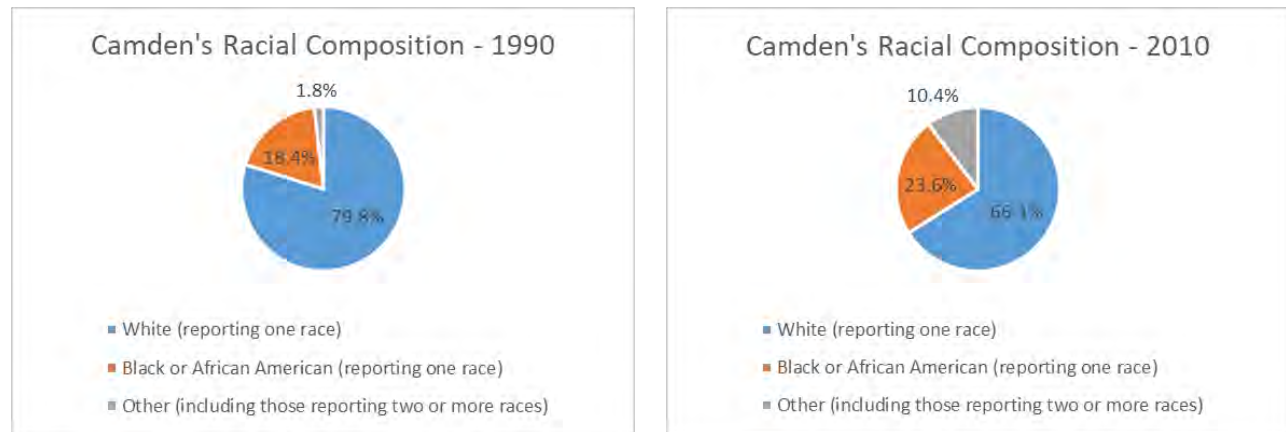 Camden's Racial Composition - 1990
1.8%
18.4%
79.8%
White (reporting one race)
Black or African American (reporting one race)
Other (including those reporting two or more races)
Camden's Racial Composition - 2010
10.4%
23.6%
66.1%
White (reporting one race)
Black or African American (reporting one race)
Other (including those reporting two or more races)